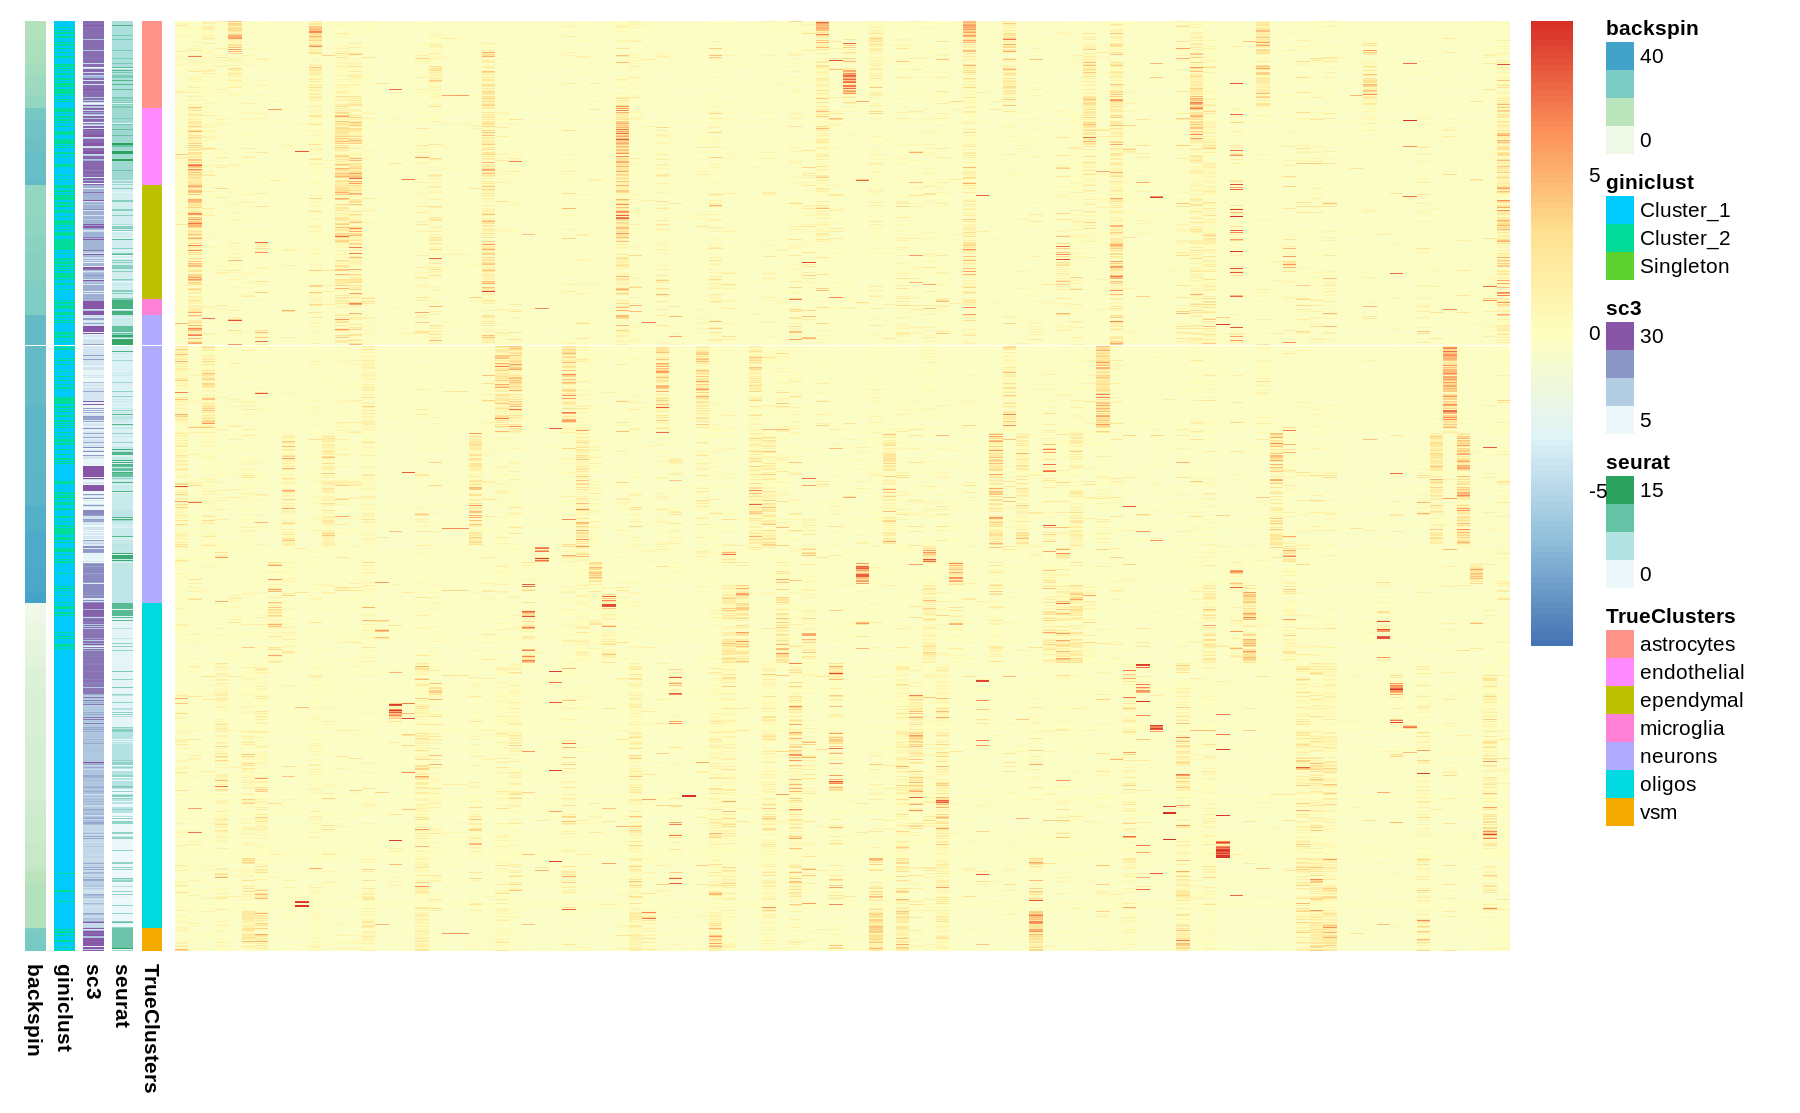 backspin
40
0
5
giniclust
Cluster_1
Cluster_2
Singleton
sc3
0
30
5
seurat
-5
15
0
TrueClusters
astrocytes
endothelial
ependymal
microglia
neurons
oligos
vsm
backspin
giniclust
sc3
seurat
TrueClusters